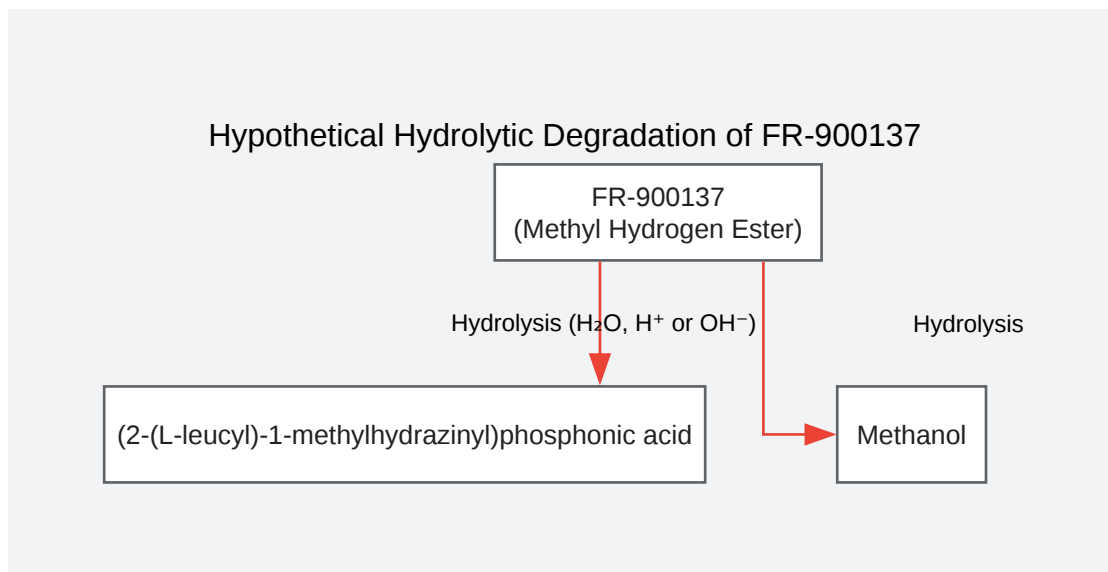 Hypothetical Hydrolytic Degradation of FR-900137
FR-900137
(Methyl Hydrogen Ester)
Hydrolysis (H₂O, H⁺ or OH⁻)
Hydrolysis
(2-(L-leucyl)-1-methylhydrazinyl)phosphonic acid
Methanol